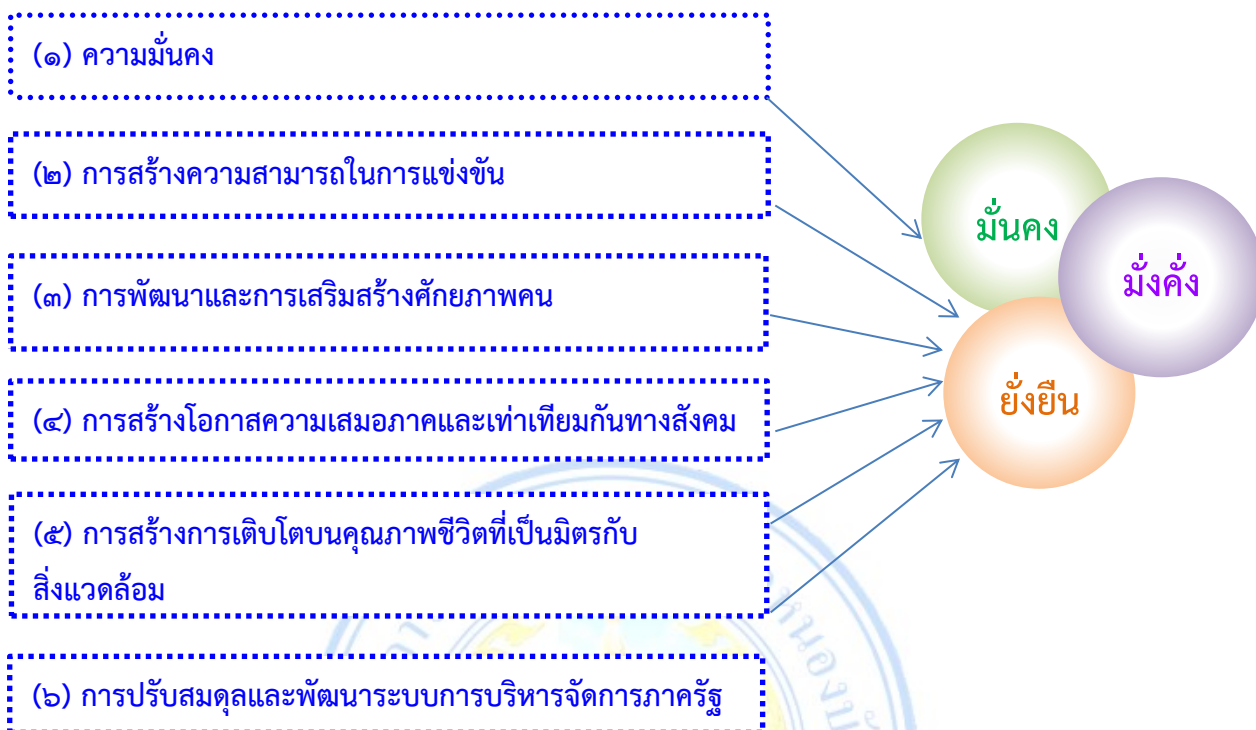 (๑) ความมั่นคง
(๒) การสร้างความสามารถในการแข่งขัน
(๓) การพัฒนาและการเสริมสร้างศักยภาพคน
(๔) การสร้างโอกาสความเสมอภาคและเท่าเทียมกันทางสังคม
(๕) การสร้างการเติบโตบนคุณภาพชีวิตที่เป็นมิตรกับ
สิ่งแวดล้อม
(๖) การปรับสมดุลและพัฒนาระบบการบริหารจัดการภาครัฐ
มั่นคง
มั่งคั่ง
ยั่งยืน